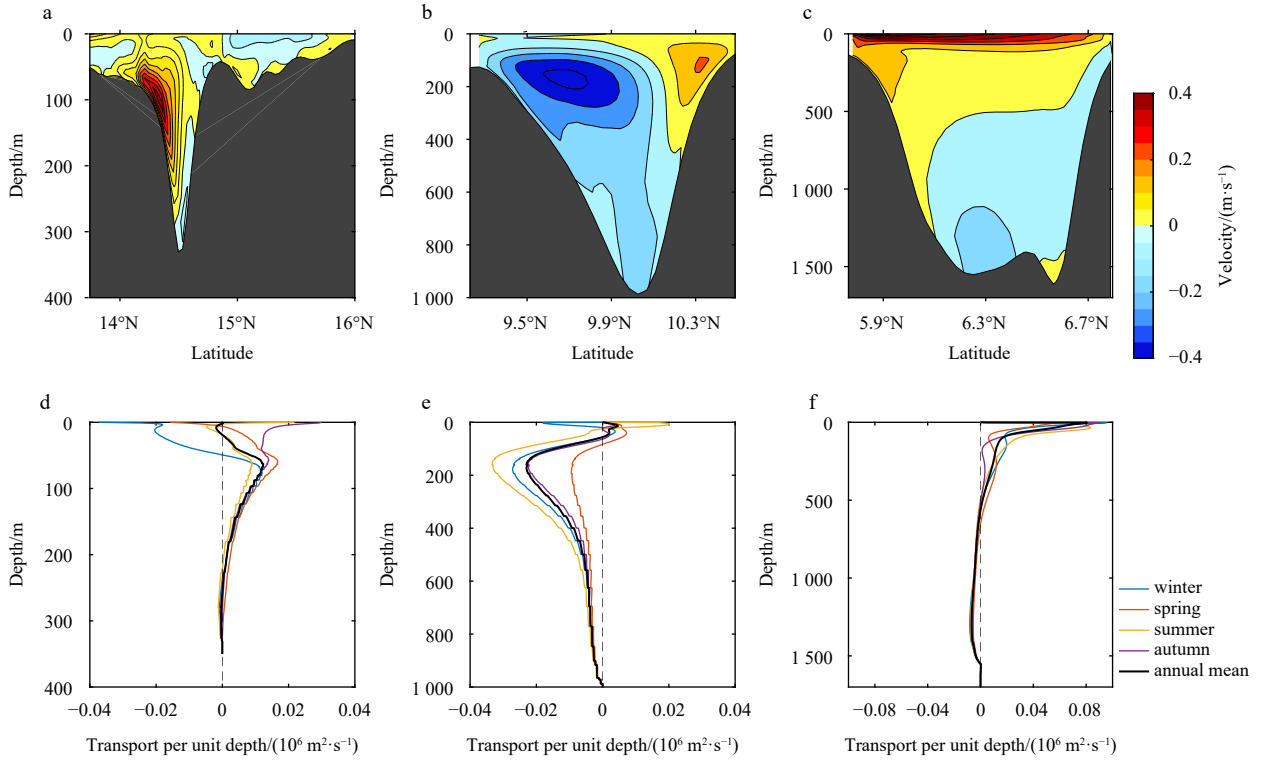 a
0
100
200
300
400
Depth/m
14°N
15°N
16°N
Latitude
b
0
200
400
600
800
1 000
Depth/m
9.5°N
9.9°N
10.3°N
Latitude
c
0
500
1 000
1 500
Depth/m
5.9°N
6.3°N
6.7°N
Latitude
0.4
0.2
0
−0.2
−0.4
Velocity/(m·s⁻¹)
d
0
100
200
300
400
Depth/m
−0.04
−0.02
0
0.02
0.04
Transport per unit depth/(10⁶ m²·s⁻¹)
e
0
200
400
600
800
1 000
Depth/m
−0.04
−0.02
0
0.02
0.04
Transport per unit depth/(10⁶ m²·s⁻¹)
f
0
500
1 000
1 500
Depth/m
−0.08
−0.04
0
0.04
0.08
Transport per unit depth/(10⁶ m²·s⁻¹)
winter
spring
summer
autumn
annual mean